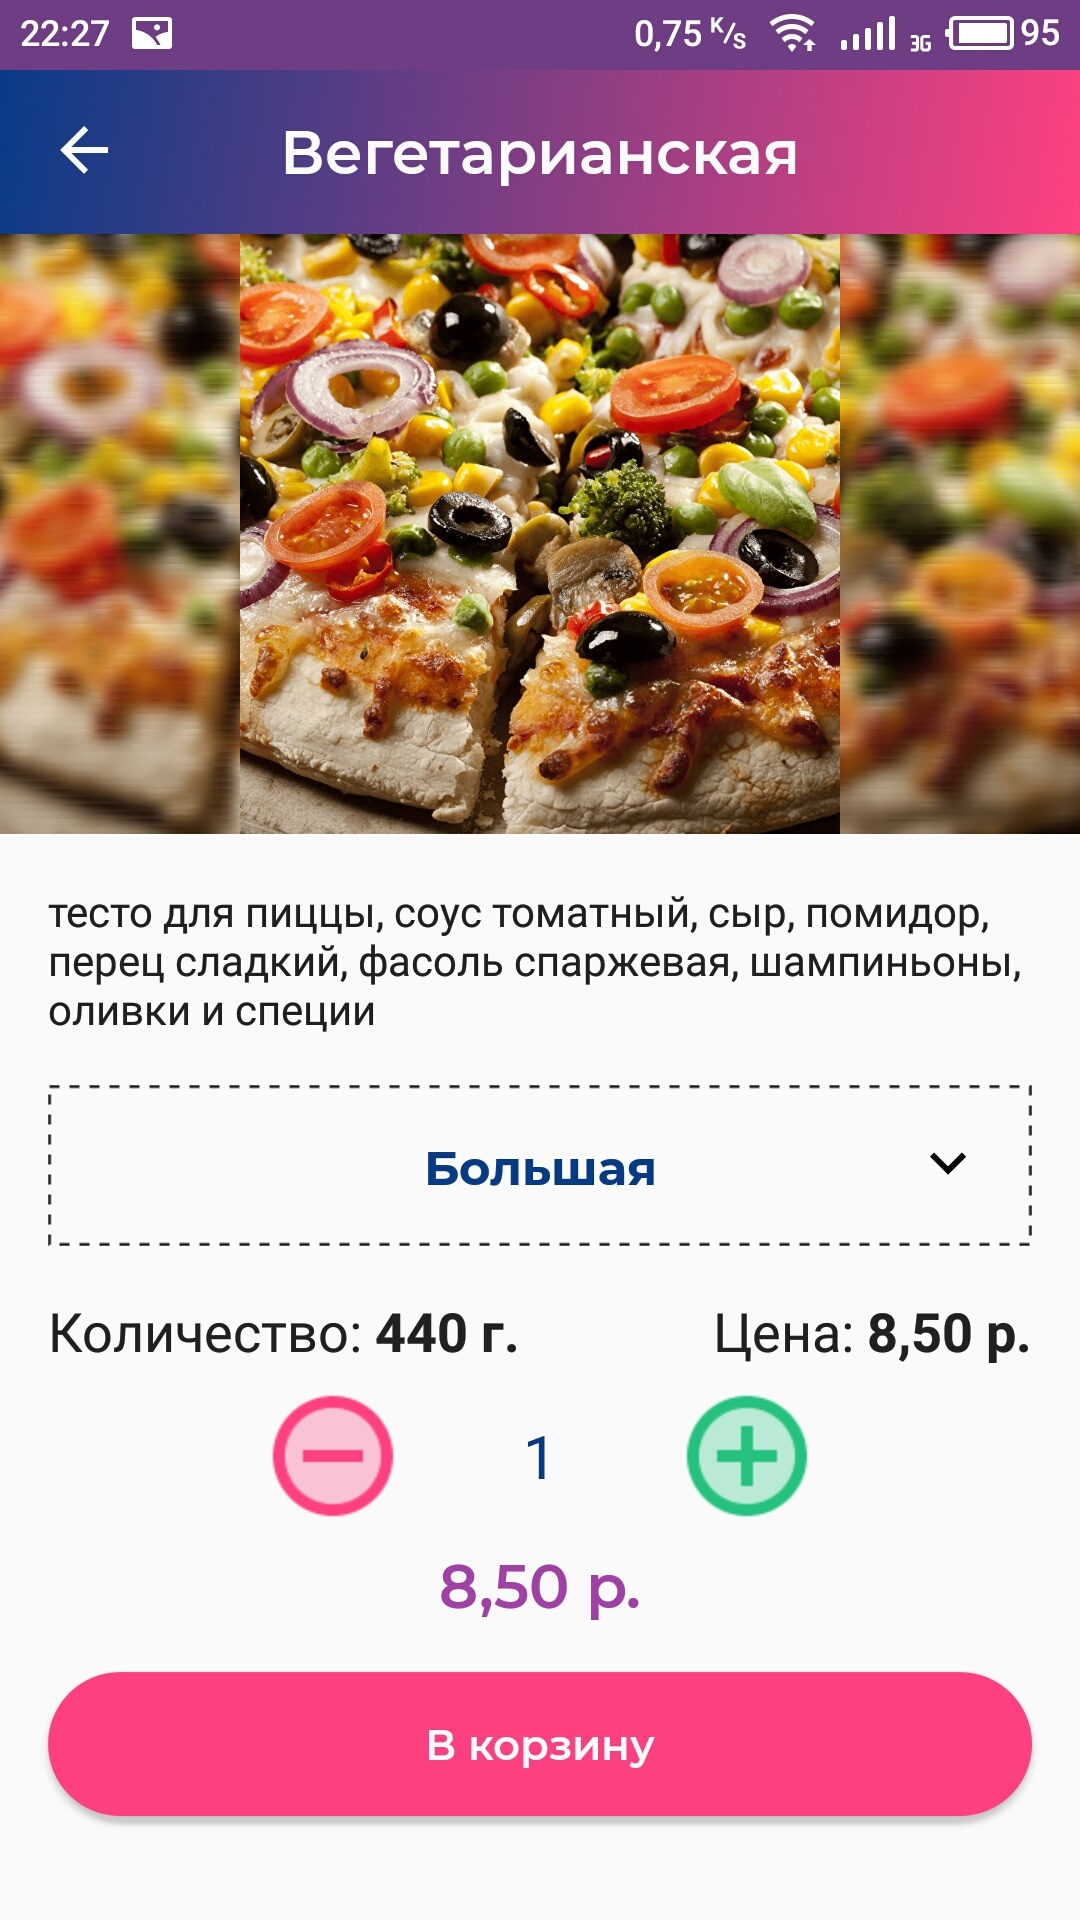 22:27 0,75 K/s 3G 95
Вегетарианская
тесто для пиццы, соус томатный, сыр, помидор,
перец сладкий, фасоль спаржевая, шампиньоны,
оливки и специи
Большая
Количество: 440 г. Цена: 8,50 р.
1
8,50 р.
В корзину